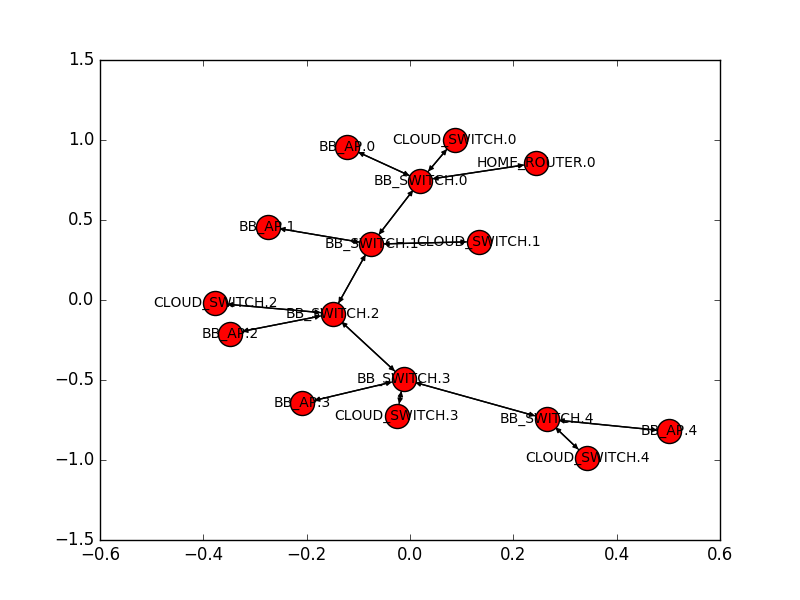 1.5
1.0
0.5
0.0
−0.5
−1.0
−1.5
CLOUD_SWITCH.0
BB_AP.0
HOME_ROUTER.0
BB_SWITCH.0
BB_AP.1
BB_SWITCH.1
CLOUD_SWITCH.1
CLOUD_SWITCH.2
BB_SWITCH.2
BB_AP.2
BB_SWITCH.3
BB_AP.3
CLOUD_SWITCH.3
BB_SWITCH.4
BB_AP.4
CLOUD_SWITCH.4
−0.6 −0.4 −0.2 0.0 0.2 0.4 0.6